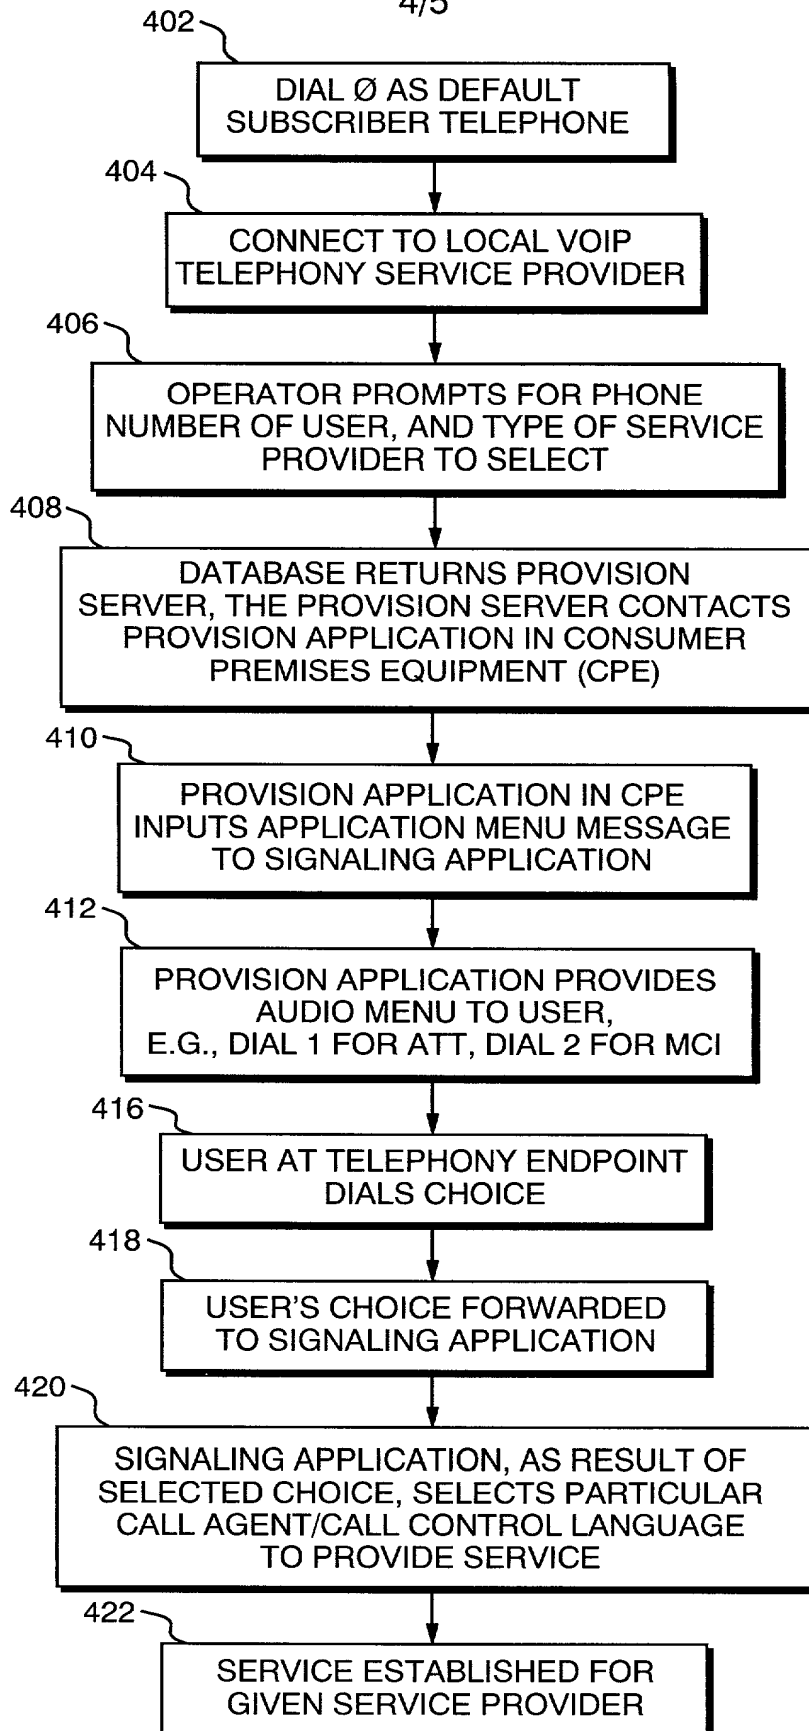 4/5
402
DIAL Ø AS DEFAULT
SUBSCRIBER TELEPHONE
404
CONNECT TO LOCAL VOIP
TELEPHONY SERVICE PROVIDER
406
OPERATOR PROMPTS FOR PHONE
NUMBER OF USER, AND TYPE OF SERVICE
PROVIDER TO SELECT
408
DATABASE RETURNS PROVISION
SERVER, THE PROVISION SERVER CONTACTS
PROVISION APPLICATION IN CONSUMER
PREMISES EQUIPMENT (CPE)
410
PROVISION APPLICATION IN CPE
INPUTS APPLICATION MENU MESSAGE
TO SIGNALING APPLICATION
412
PROVISION APPLICATION PROVIDES
AUDIO MENU TO USER,
E.G., DIAL 1 FOR ATT, DIAL 2 FOR MCI
416
USER AT TELEPHONY ENDPOINT
DIALS CHOICE
418
USER'S CHOICE FORWARDED
TO SIGNALING APPLICATION
420
SIGNALING APPLICATION, AS RESULT OF
SELECTED CHOICE, SELECTS PARTICULAR
CALL AGENT/CALL CONTROL LANGUAGE
TO PROVIDE SERVICE
422
SERVICE ESTABLISHED FOR
GIVEN SERVICE PROVIDER